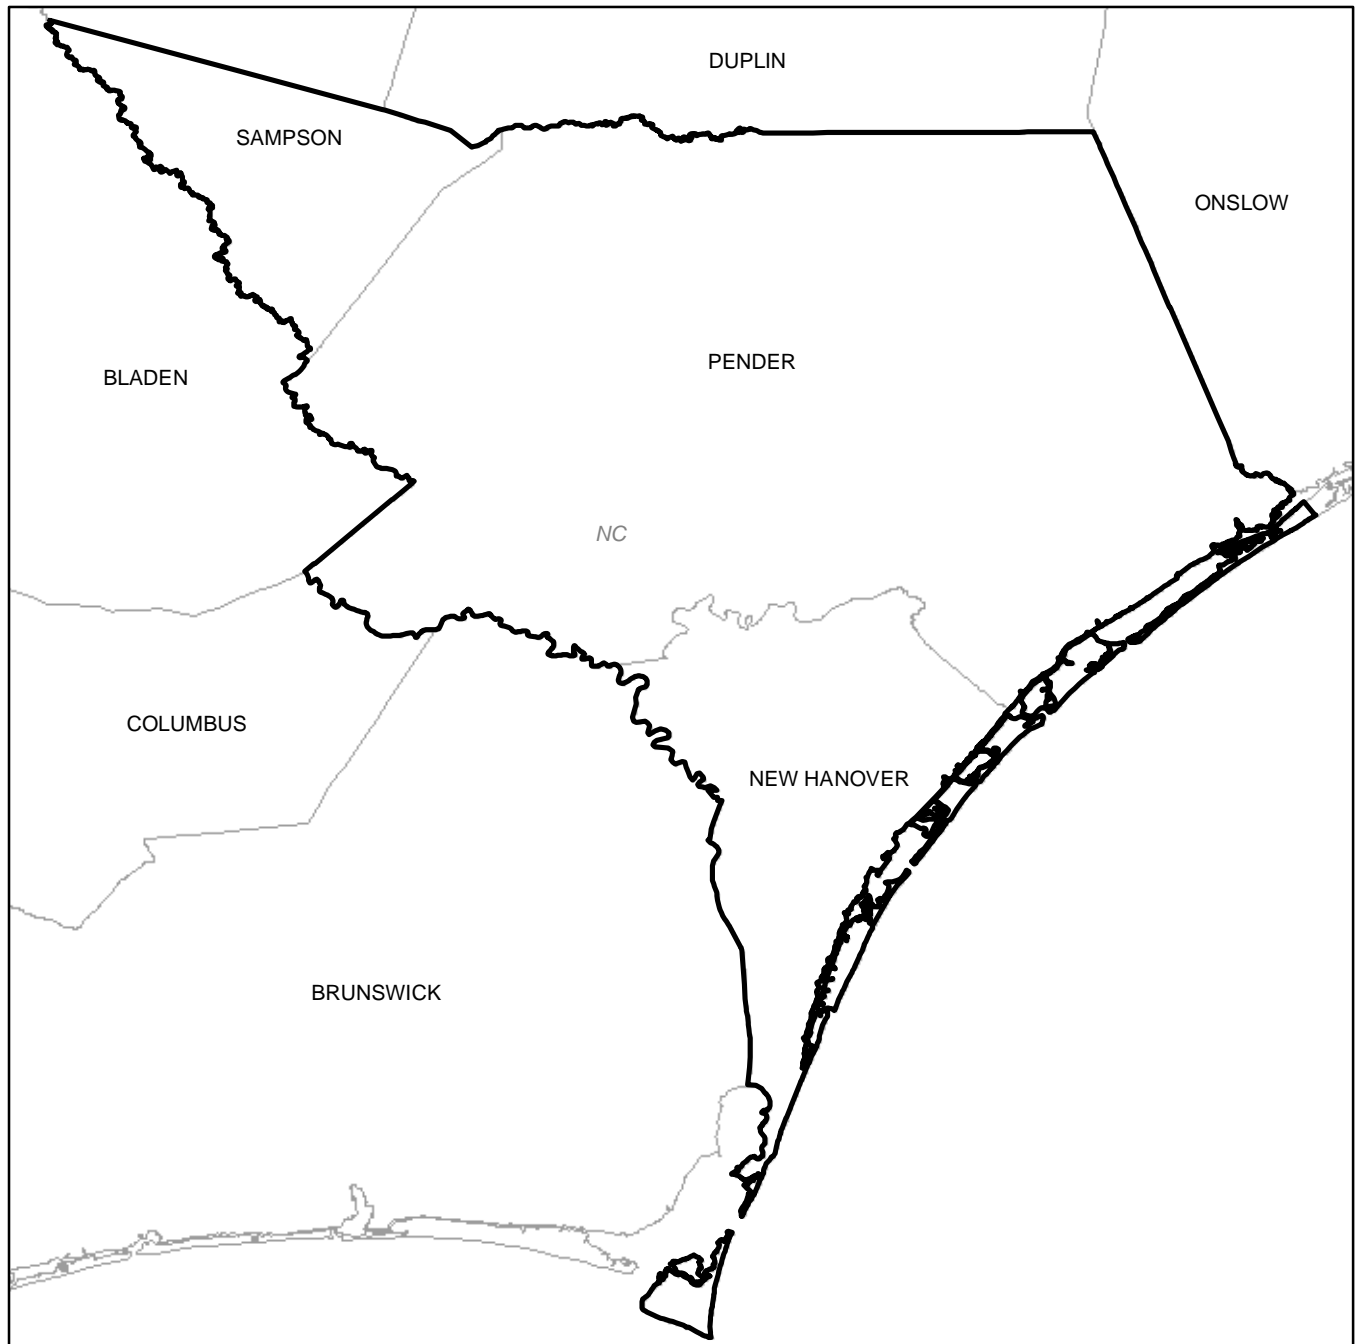 DUPLIN
SAMPSON
ONSLOW
PENDER
BLADEN
NC
COLUMBUS
NEW HANOVER
BRUNSWICK